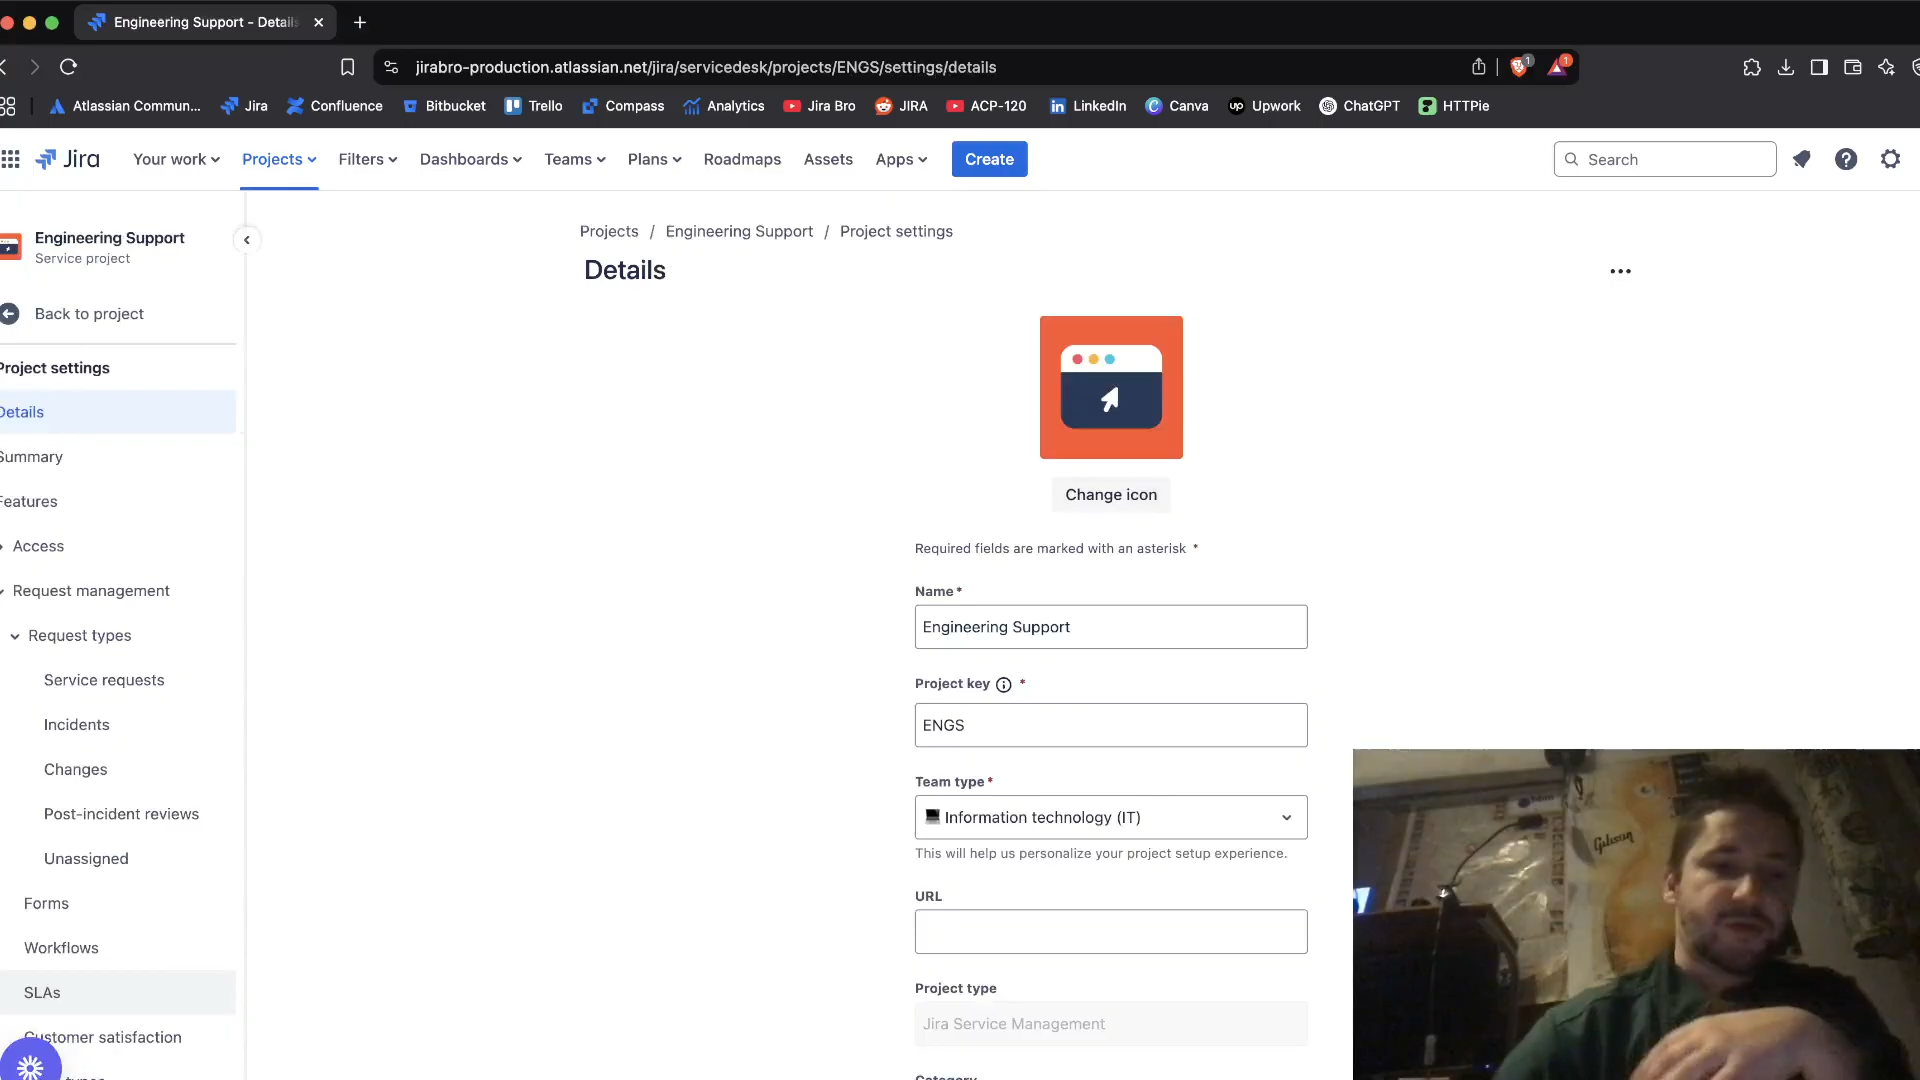 Engineering Support - Details
jirabro-production.atlassian.net/jira/servicedesk/projects/ENGS/settings/details
1
1
Atlassian Commun...
Jira
Confluence
Bitbucket
Trello
Compass
Analytics
Jira Bro
JIRA
ACP-120
LinkedIn
Canva
up Upwork
ChatGPT
HTTPie
Jira
Your work
Projects
Filters
Dashboards
Teams
Plans
Roadmaps
Assets
Apps
Create
Search
Engineering Support
Service project
Back to project
Project settings
Details
Summary
Features
Access
Request management
Request types
Service requests
Incidents
Changes
Post-incident reviews
Unassigned
Forms
Workflows
SLAs
Customer satisfaction
Projects / Engineering Support / Project settings
Details
Change icon
Required fields are marked with an asterisk *
Name *
Engineering Support
Project key *
ENGS
Team type *
Information technology (IT)
This will help us personalize your project setup experience.
URL
Project type
Jira Service Management
Category
Gibson